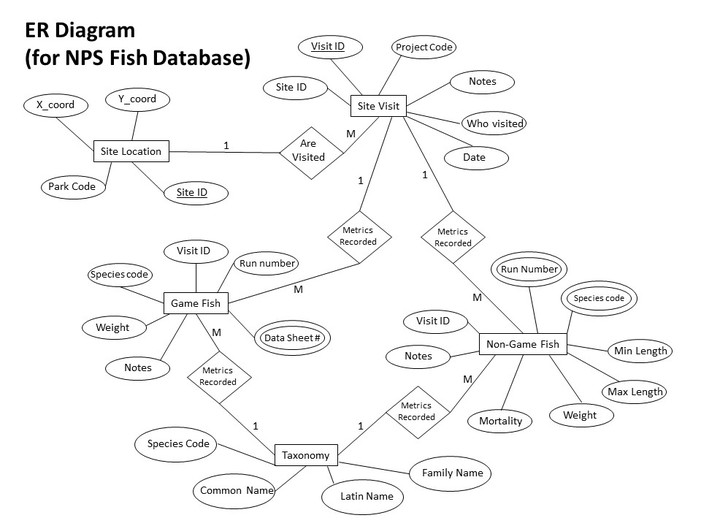 ER Diagram
(for NPS Fish Database)
Visit ID
Project Code
Site ID
Notes
Site Visit
Who visited
Date
X_coord
Y_coord
Site Location
Park Code
Site ID
1
Are
Visited
M
1
1
Metrics
Recorded
Metrics
Recorded
M
M
Visit ID
Run number
Species code
Game Fish
Weight
Notes
Data Sheet #
M
Metrics
Recorded
1
Run Number
Species code
Visit ID
Notes
Non-Game Fish
Min Length
Max Length
Weight
Mortality
M
Metrics
Recorded
1
Species Code
Taxonomy
Common Name
Latin Name
Family Name